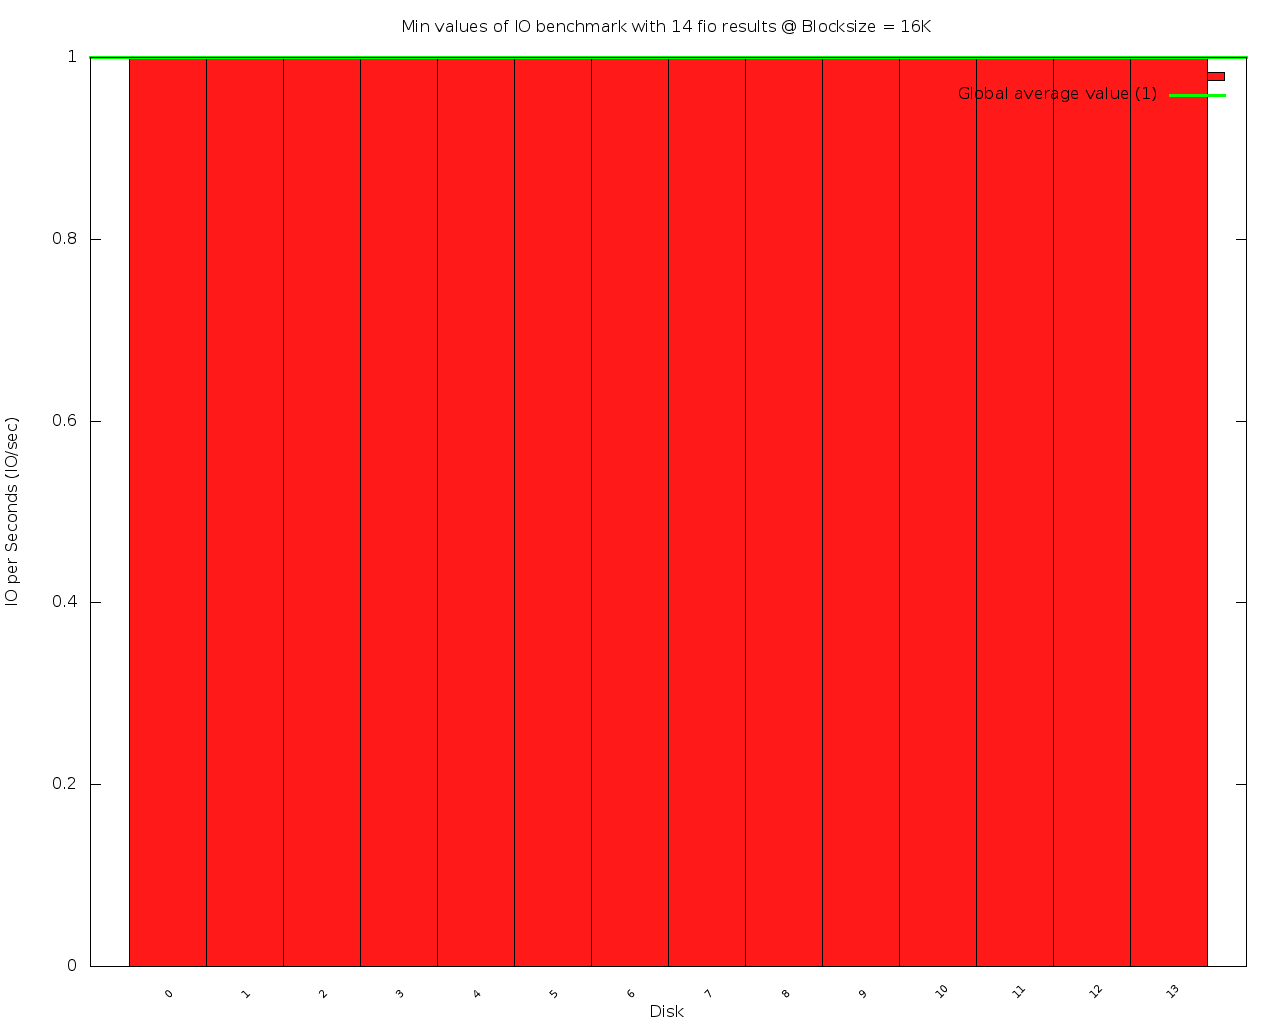 Min values of IO benchmark with 14 fio results @ Blocksize = 16K
1
Global average value (1)
0.8
0.6
IO per Seconds (IO/sec)
0.4
0.2
0
0 1 2 3 4 5 6 7 8 9 10 11 12 13
Disk